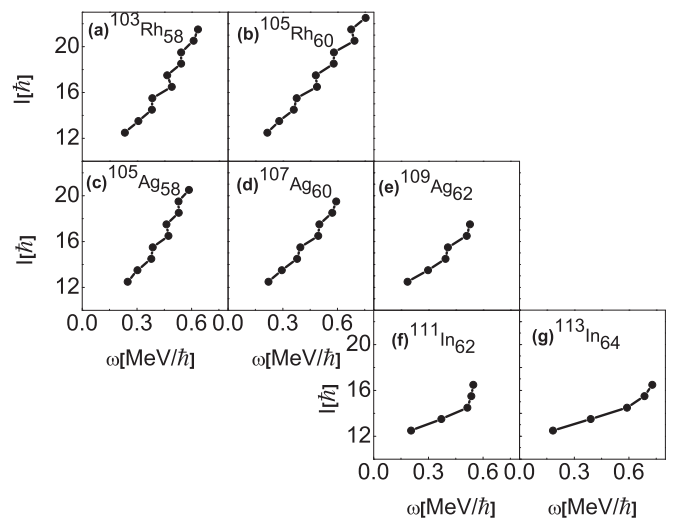 (a) ¹⁰³Rh₅₈ (b) ¹⁰⁵Rh₆₀
20
16
12
I[ℏ]
(c) ¹⁰⁵Ag₅₈ (d) ¹⁰⁷Ag₆₀ (e) ¹⁰⁹Ag₆₂
20
16
12
I[ℏ]
0.0 0.3 0.6 0.0 0.3 0.6
ω[MeV/ℏ] ω[MeV/ℏ]
(f) ¹¹¹In₆₂ (g) ¹¹³In₆₄
20
16
12
I[ℏ]
0.0 0.3 0.6 0.0 0.3 0.6
ω[MeV/ℏ] ω[MeV/ℏ]